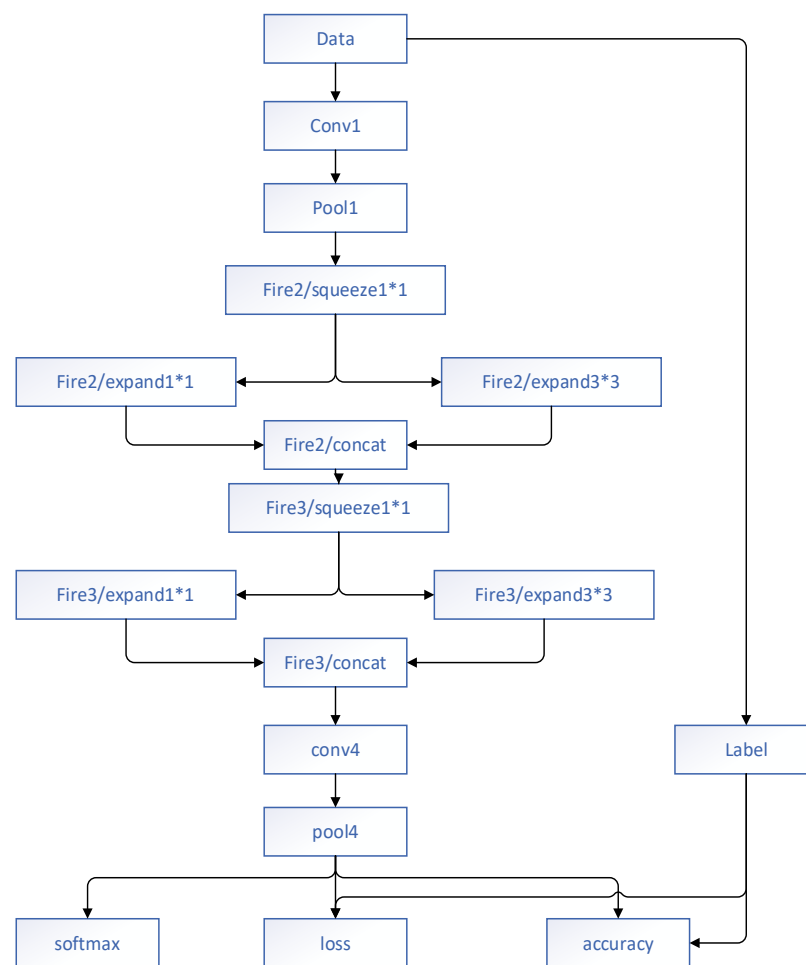 Data
Conv1
Pool1
Fire2/squeeze1*1
Fire2/expand1*1
Fire2/expand3*3
Fire2/concat
Fire3/squeeze1*1
Fire3/expand1*1
Fire3/expand3*3
Fire3/concat
conv4
Label
pool4
softmax
loss
accuracy